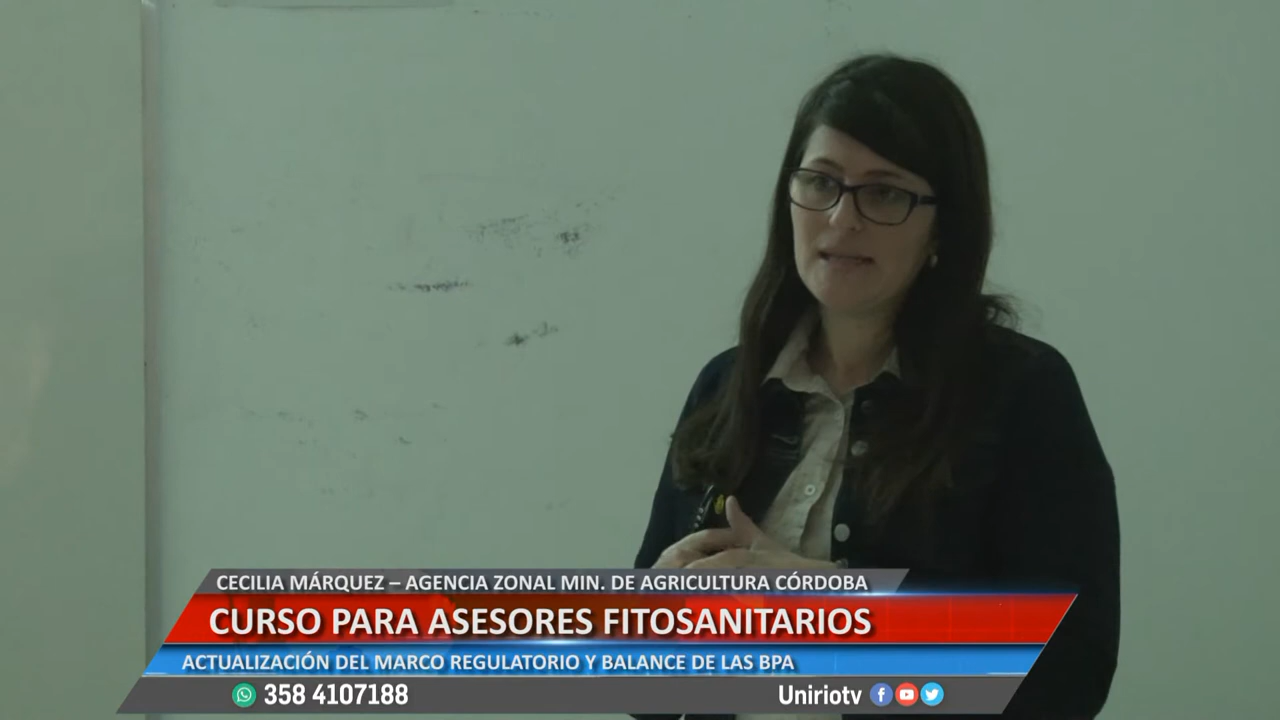 CECILIA MÁRQUEZ – AGENCIA ZONAL MIN. DE AGRICULTURA CÓRDOBA
CURSO PARA ASESORES FITOSANITARIOS
ACTUALIZACIÓN DEL MARCO REGULATORIO Y BALANCE DE LAS BPA
358 4107188 Uniriotv